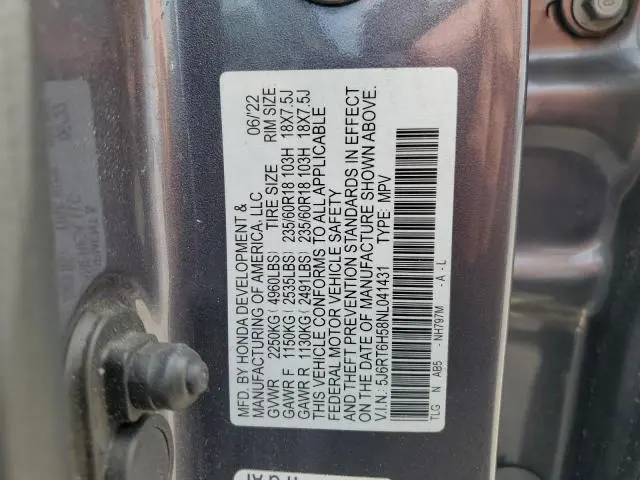 MFD. BY HONDA DEVELOPMENT & 06/'22
MANUFACTURING OF AMERICA, LLC
TIRE SIZE RIM SIZE
GVWR 2250KG( 4960LBS)
GAWR F 1150KG( 2535LBS) 235/60R18 103H 18X7.5J
GAWR R 1130KG( 2491LBS) 235/60R18 103H 18X7.5J
THIS VEHICLE CONFORMS TO ALL APPLICABLE
FEDERAL MOTOR VEHICLE SAFETY
AND THEFT PREVENTION STANDARDS IN EFFECT
ON THE DATE OF MANUFACTURE SHOWN ABOVE.
V.I.N.: 5J6RT6H58NL041431 TYPE: MPV
TLG N AB5 - NH797M - A - L